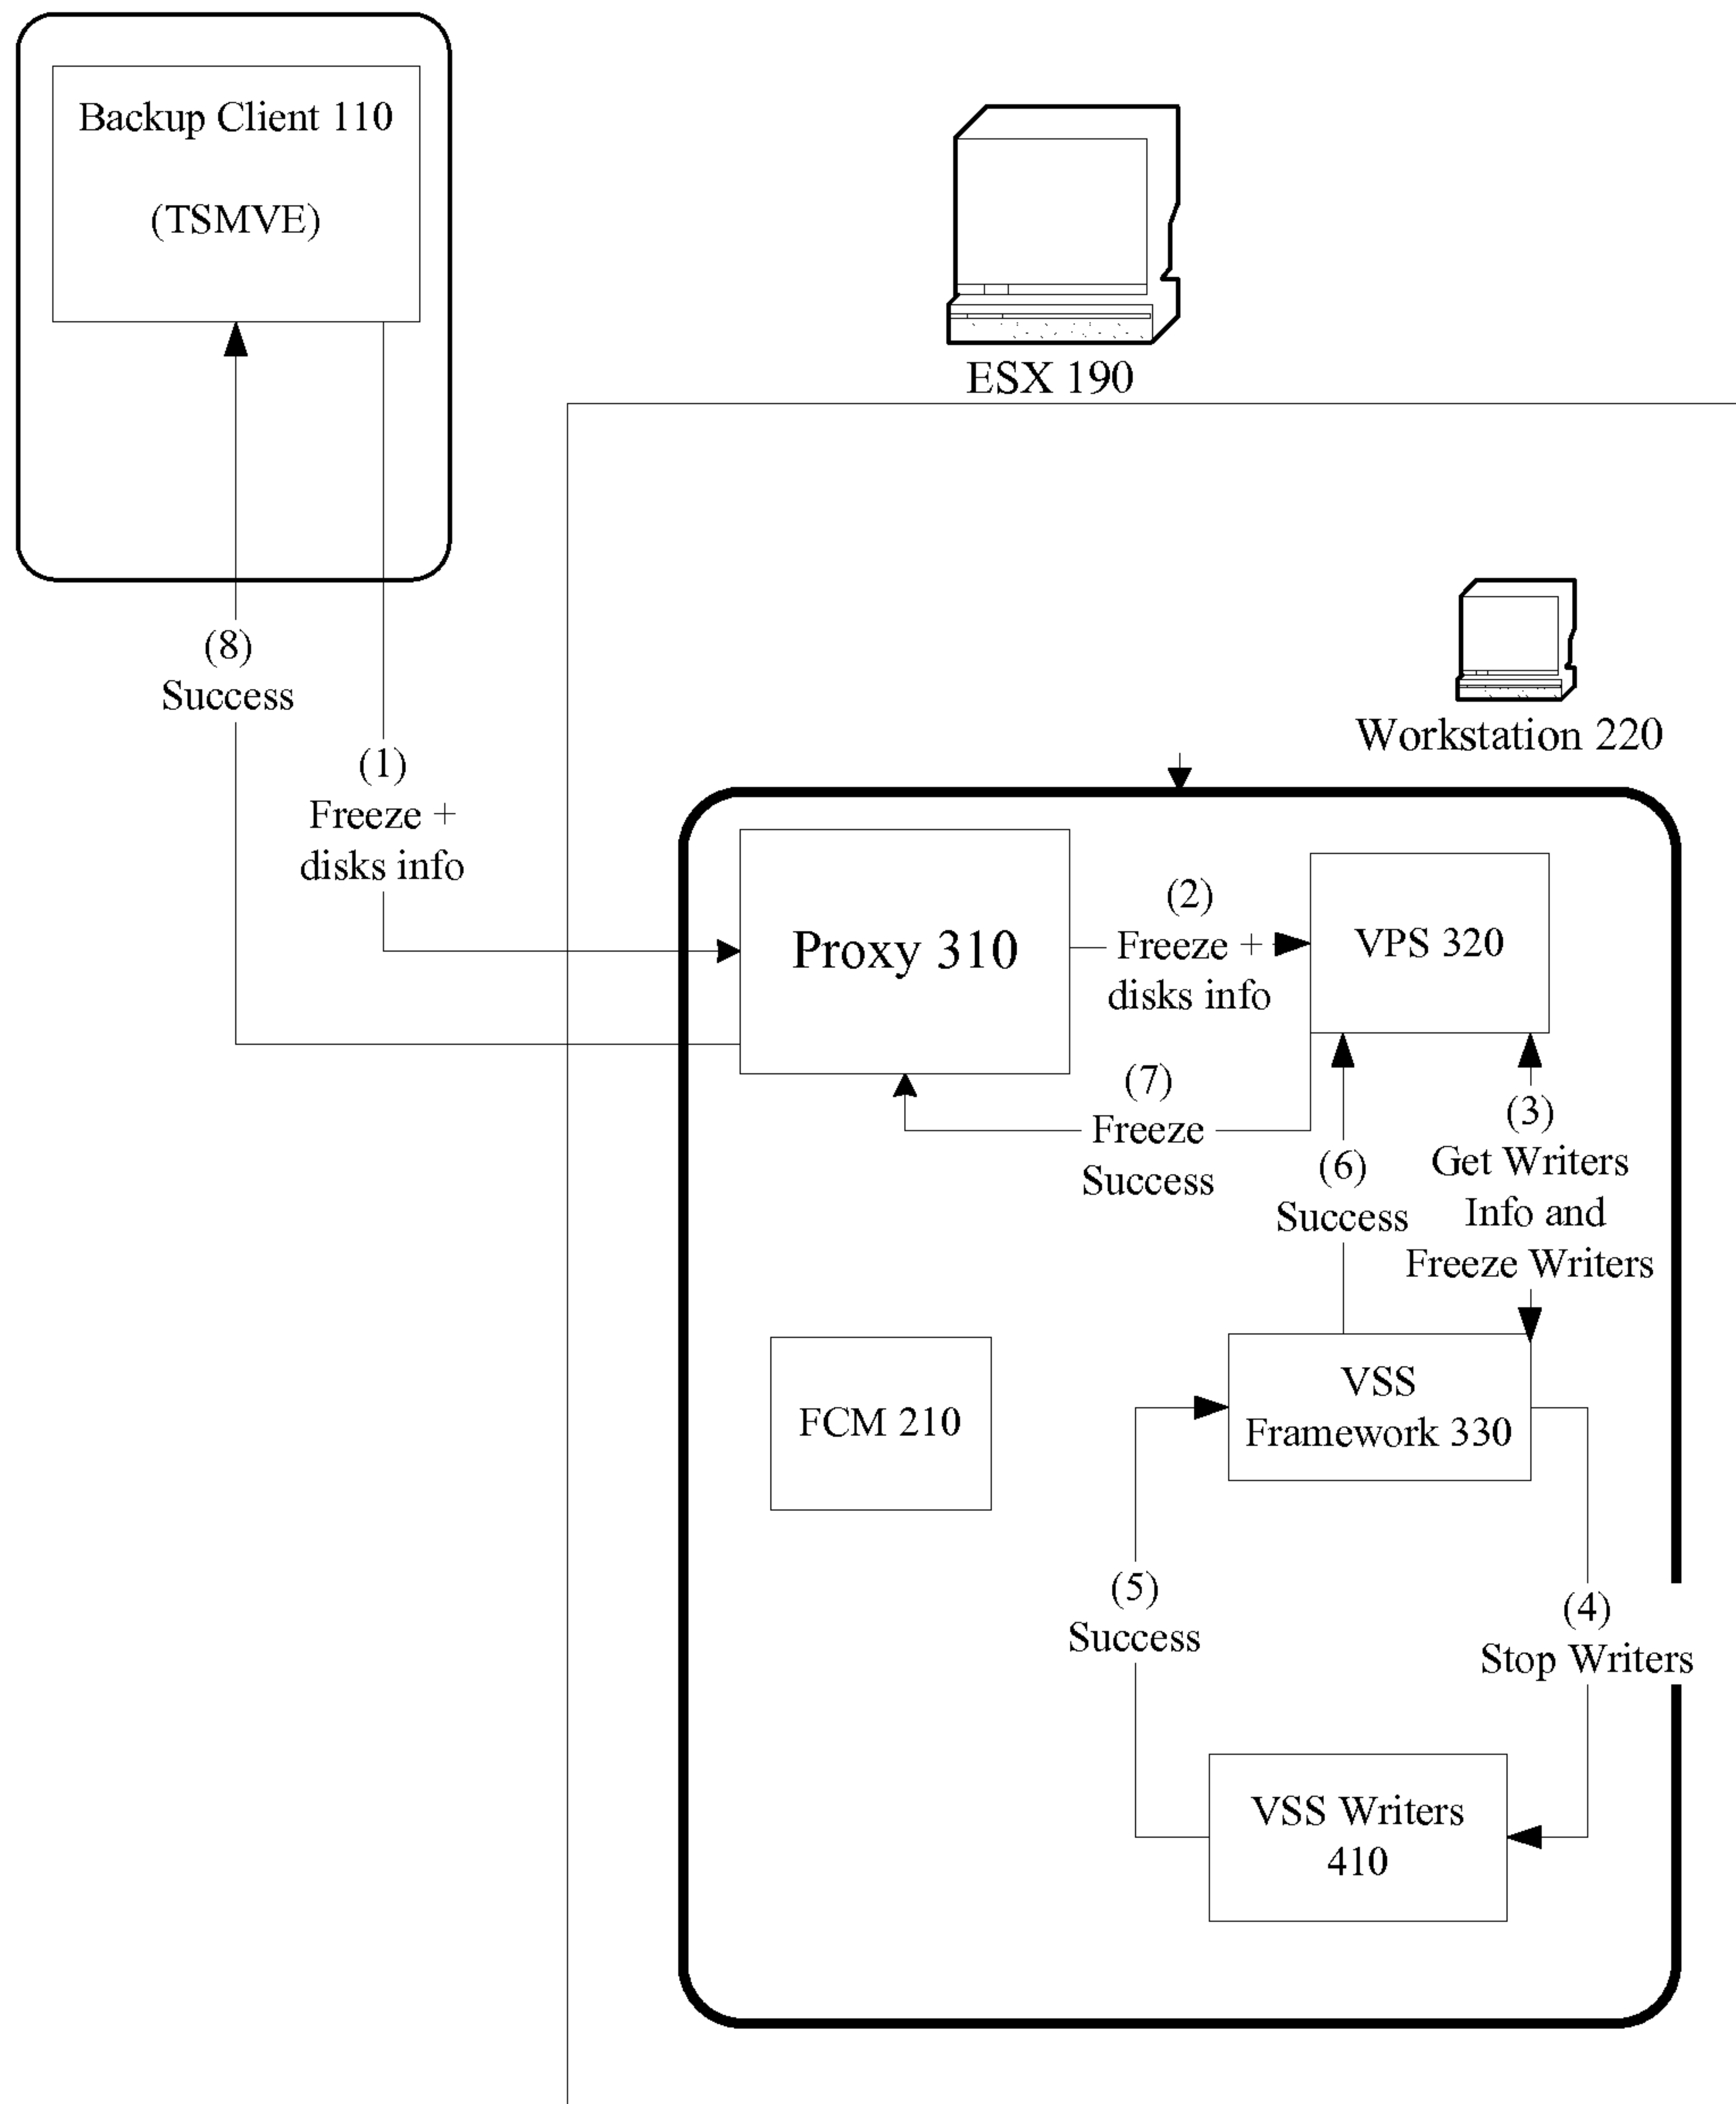 Backup Client 110
(TSMVE)
ESX 190
(8)
Success
Workstation 220
(1)
Freeze +
disks info
(2)
Freeze +
disks info
Proxy 310
VPS 320
(7)
Freeze
Success
(3)
Get Writers
Info and
Freeze Writers
(6)
Success
VSS
Framework 330
FCM 210
(5)
Success
(4)
Stop Writers
VSS Writers
410